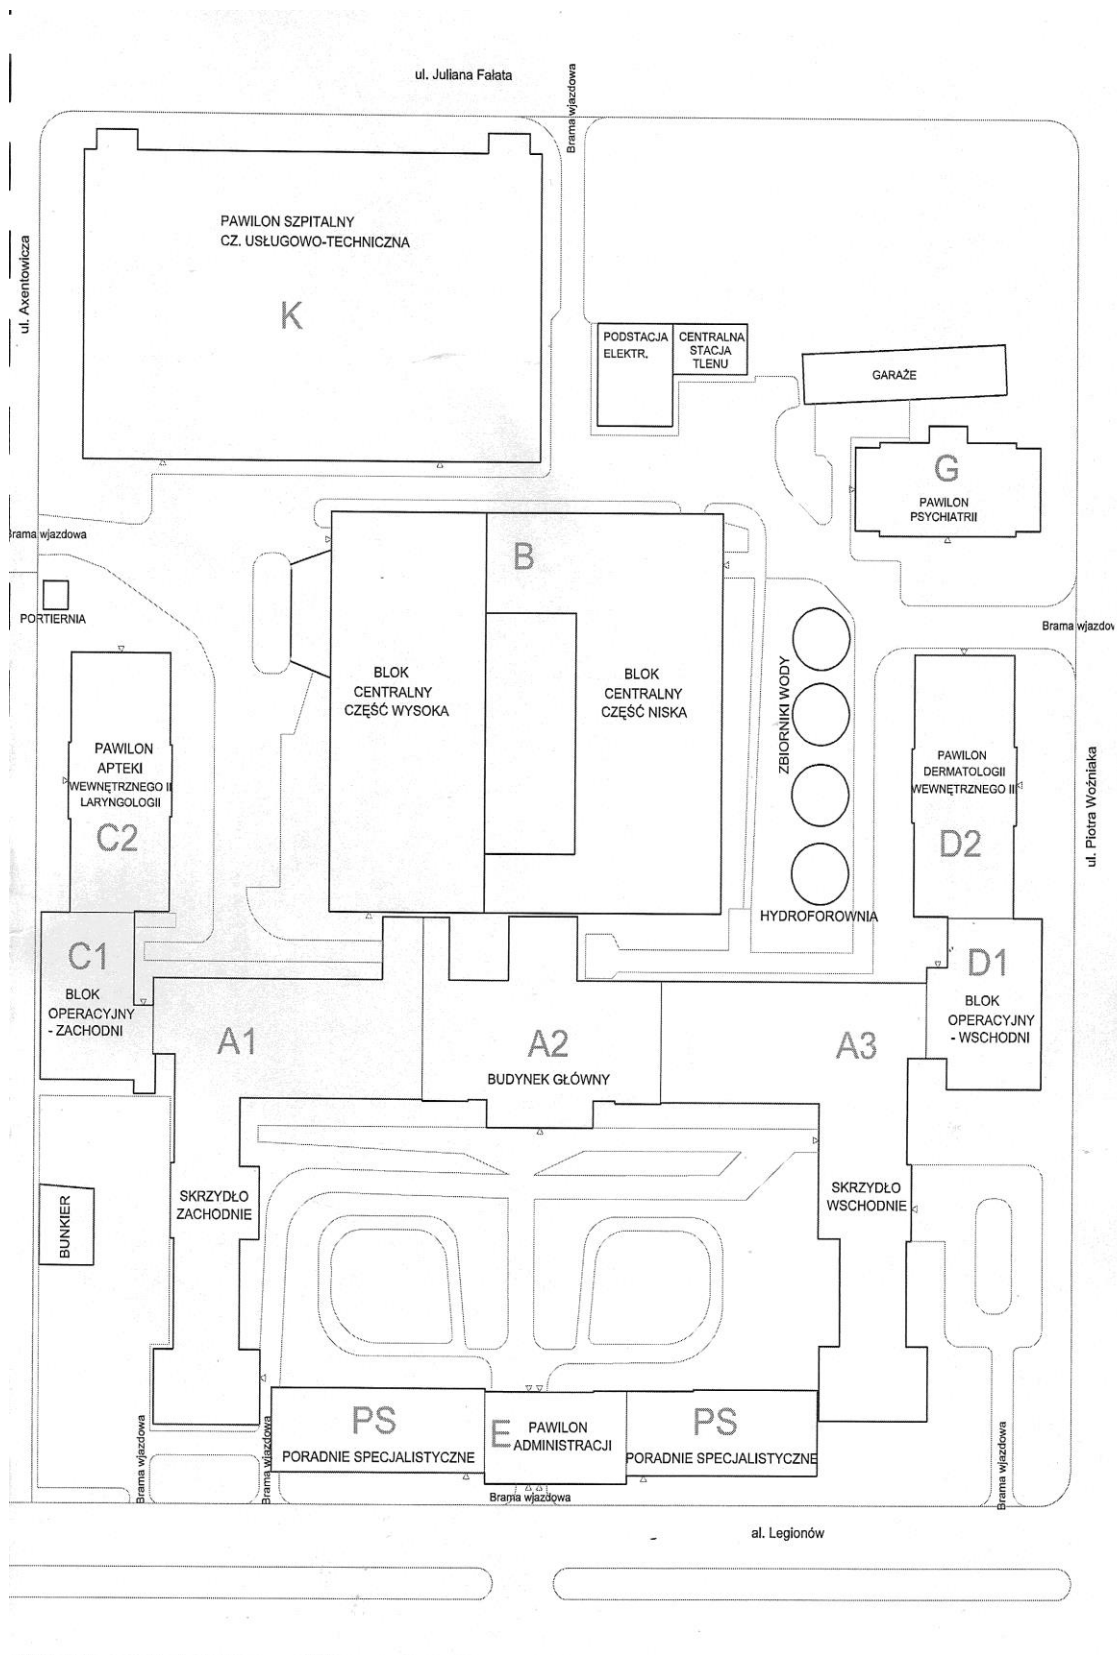 ul. Juliana Fałata
Brama wjazdowa
ul. Axentowicza
PAWILON SZPITALNY
CZ. USŁUGOWO-TECHNICZNA
K
PODSTACJA
ELEKTR.
CENTRALNA
STACJA
TLENU
GARAŻE
G
PAWILON
PSYCHIATRII
Brama wjazdowa
B
PORTIERNIA
Brama wjazdow
BLOK
CENTRALNY
CZĘŚĆ WYSOKA
BLOK
CENTRALNY
CZĘŚĆ NISKA
ZBIORNIKI WODY
PAWILON
APTEKI
WEWNĘTRZNEGO II
LARYNGOLOGII
C2
PAWILON
DERMATOLOGII
WEWNĘTRZNEGO II
D2
ul. Piotra Woźniaka
HYDROFOROWNIA
C1
BLOK
OPERACYJNY
- ZACHODNI
D1
BLOK
OPERACYJNY
- WSCHODNI
A1
A2
BUDYNEK GŁÓWNY
A3
SKRZYDŁO
ZACHODNIE
SKRZYDŁO
WSCHODNIE
BUNKIER
PS
PORADNIE SPECJALISTYCZNE
E
PAWILON
ADMINISTRACJI
PS
PORADNIE SPECJALISTYCZNE
Brama wjazdowa
Brama wjazdowa
Brama wjazdowa
Brama wjazdowa
al. Legionów